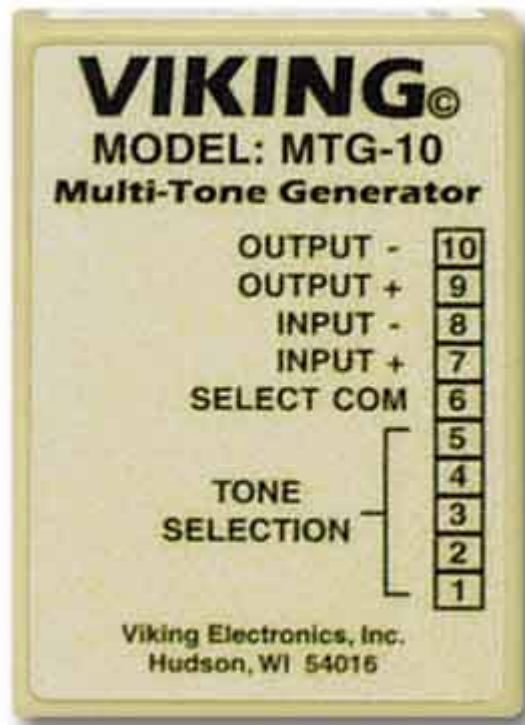 VIKING©
MODEL: MTG-10
Multi-Tone Generator
OUTPUT - 10
OUTPUT + 9
INPUT - 8
INPUT + 7
SELECT COM 6
5
4
TONE
SELECTION
3
2
1
Viking Electronics, Inc.
Hudson, WI 54016